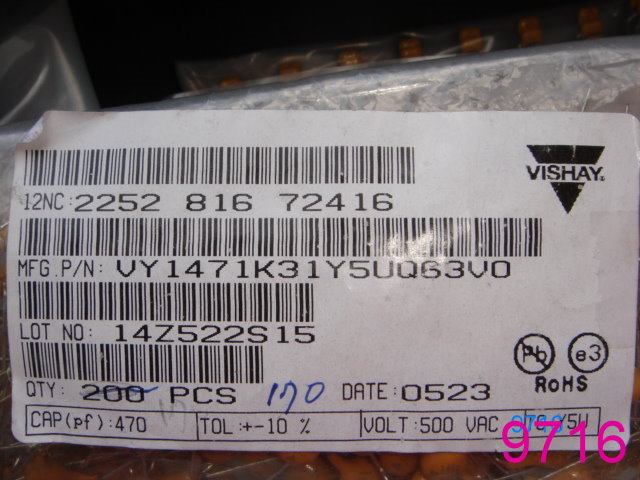 VISHAY
12NC: 2252 816 72416
MFG.P/N: VY1471K31Y5UQ63V0
LOT NO: 14Z522S15
Pb e3
RoHS
QTY: 200 PCS 170 DATE: 0523
CAP(pf):470 TOL:+-10 % VOLT:500 VAC
9716